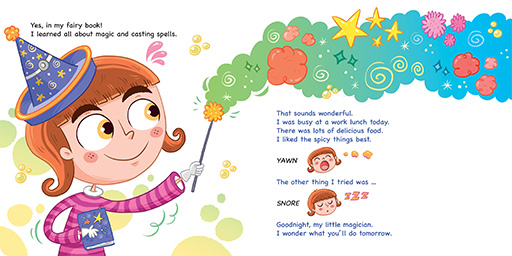 Yes, in my fairy book!
I learned all about magic and casting spells.
That sounds wonderful.
I was busy at a work lunch today.
There was lots of delicious food.
I liked the spicy things best.
YAWN
The other thing I tried was ...
SNORE
zzz
Goodnight, my little magician.
I wonder what you'll do tomorrow.